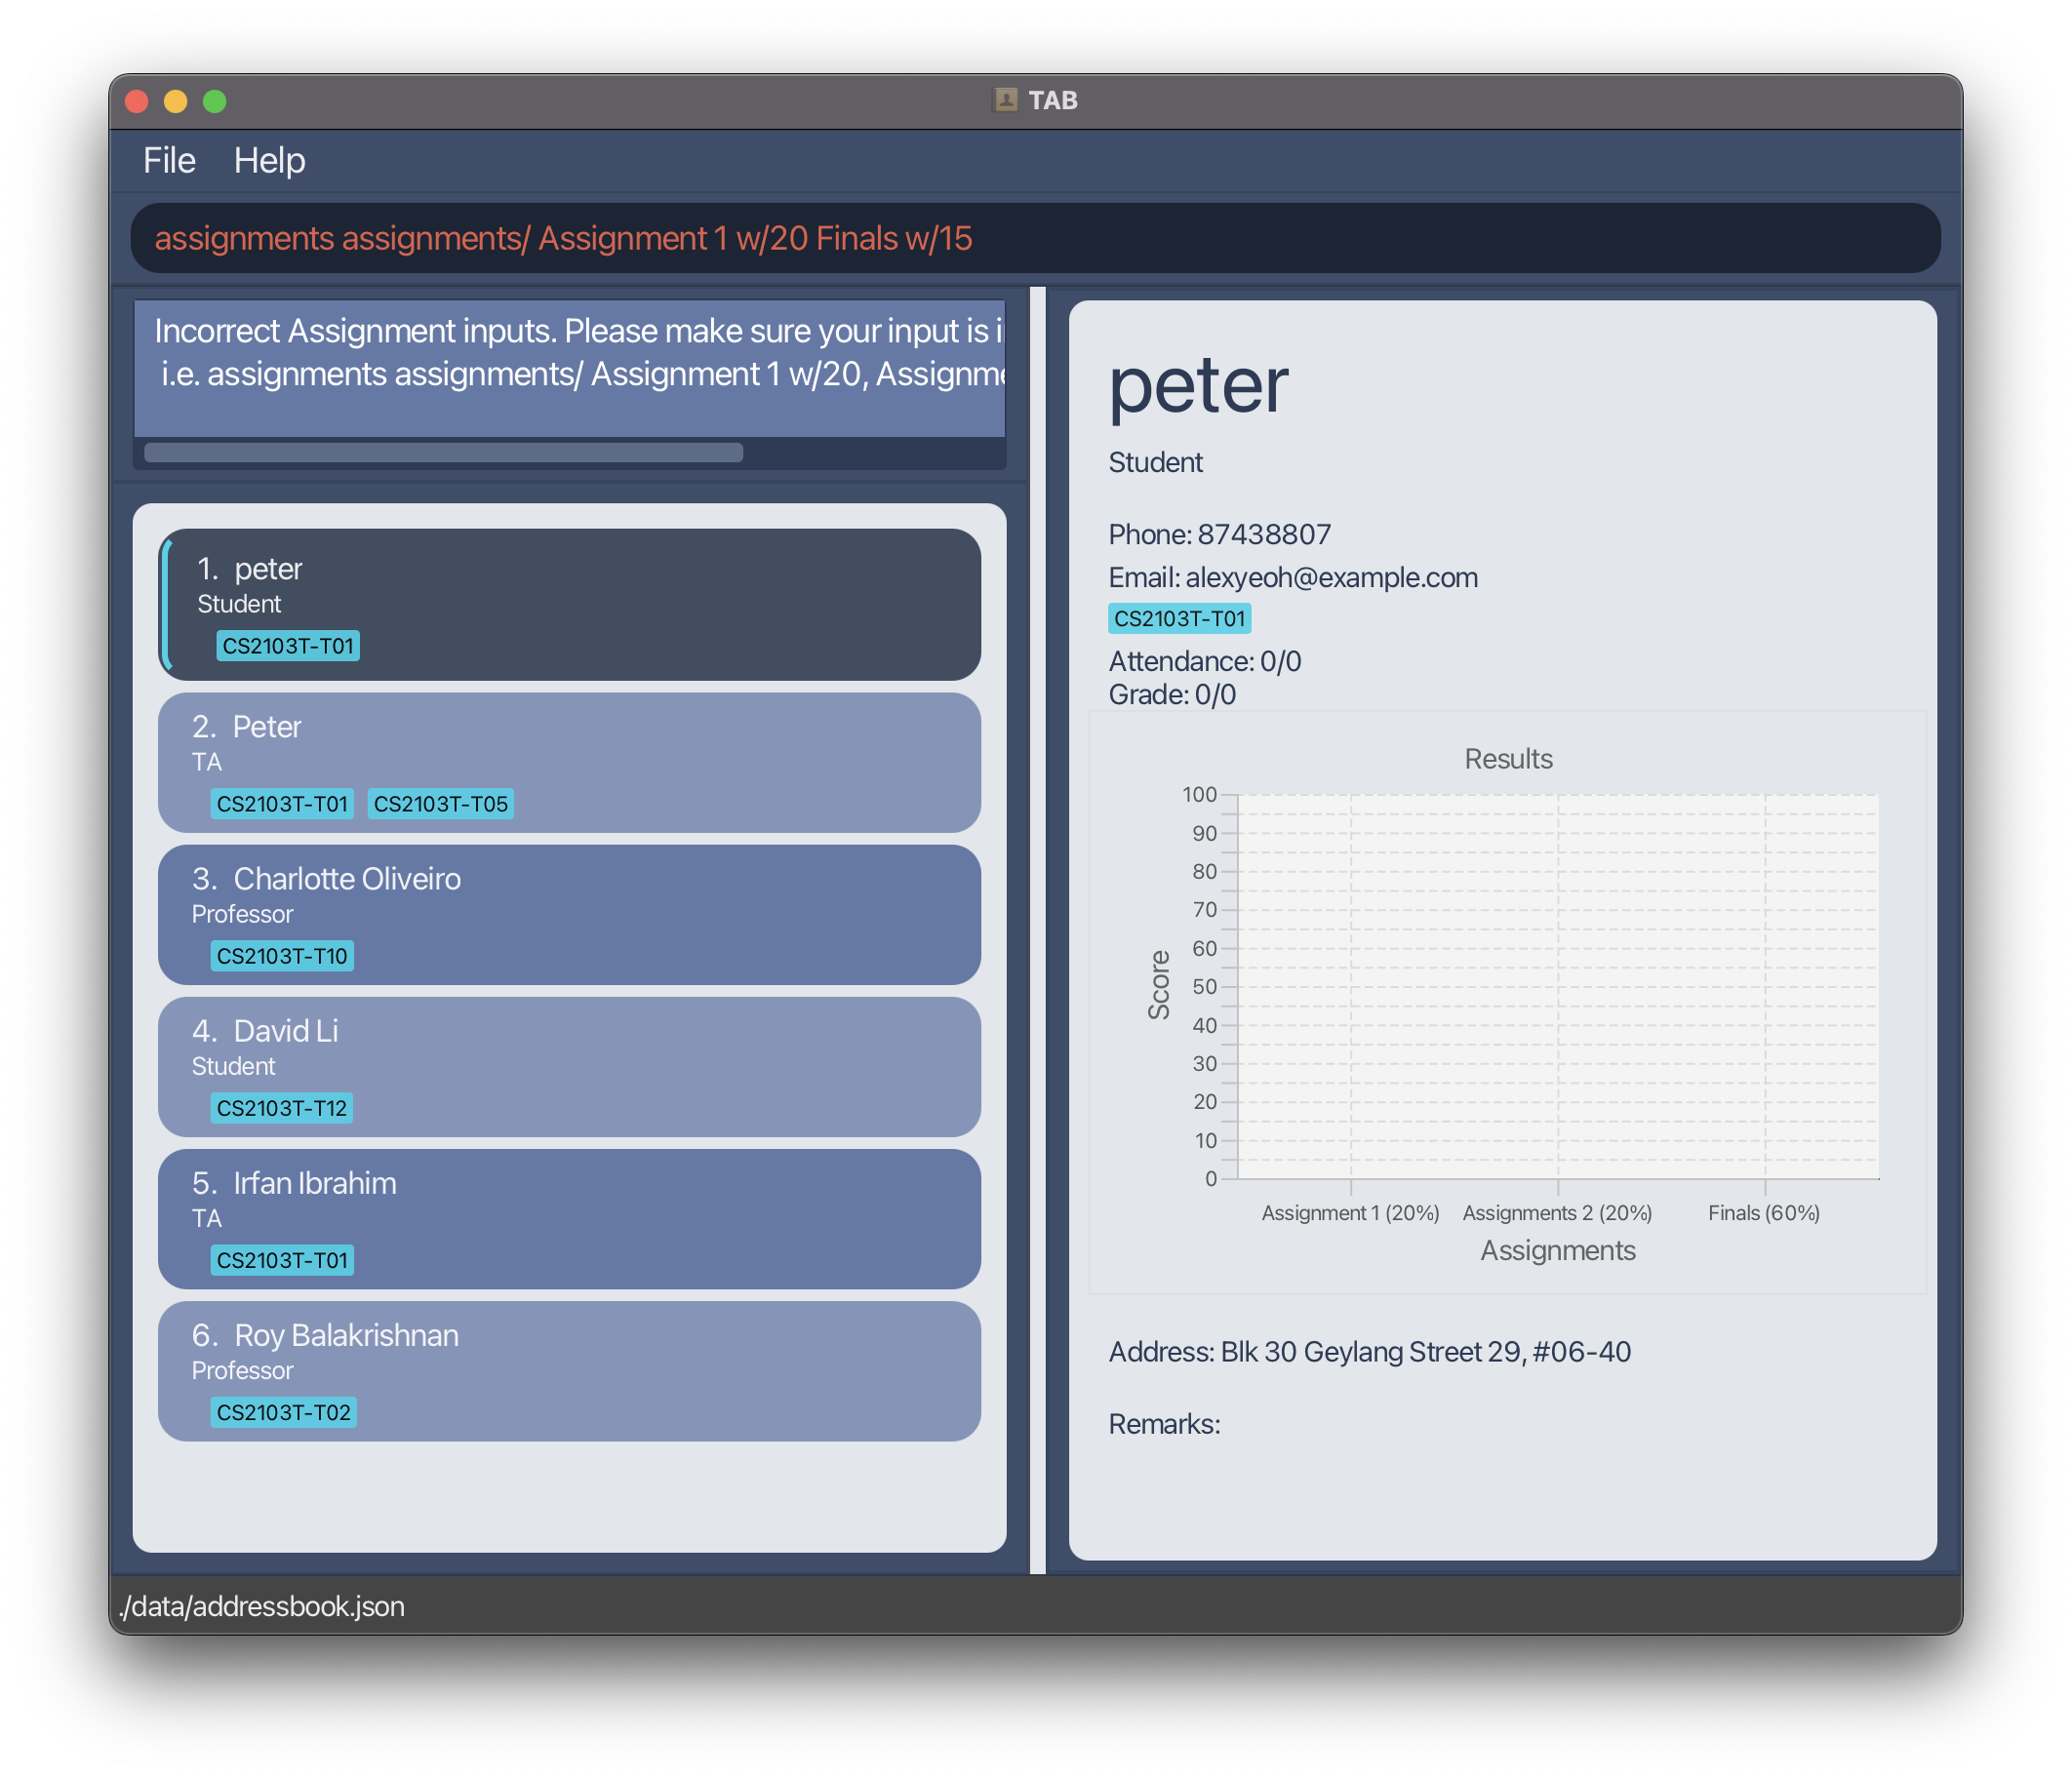 TAB
File Help
assignments assignments/ Assignment 1 w/20 Finals w/15
Incorrect Assignment inputs. Please make sure your input is
i.e. assignments assignments/ Assignment 1 w/20,
1. peter
Student
CS2103T-T01
2. Peter
TA
CS2103T-T01 CS2103T-T05
3. Charlotte Oliveiro
Professor
CS2103T-T10
4. David Li
Student
CS2103T-T12
5. Irfan Ibrahim
TA
CS2103T-T01
6. Roy Balakrishnan
Professor
CS2103T-T02
peter
Student
Phone: 87438807
Email: alexyeoh@example.com
CS2103T-T01
Attendance: 0/0
Grade: 0/0
Results
100
90
80
70
60
50
40
30
20
10
0
Score
Assignment 1 (20%) Assignments 2 (20%) Finals (60%)
Assignments
Address: Blk 30 Geylang Street 29, #06-40
Remarks:
./data/addressbook.json